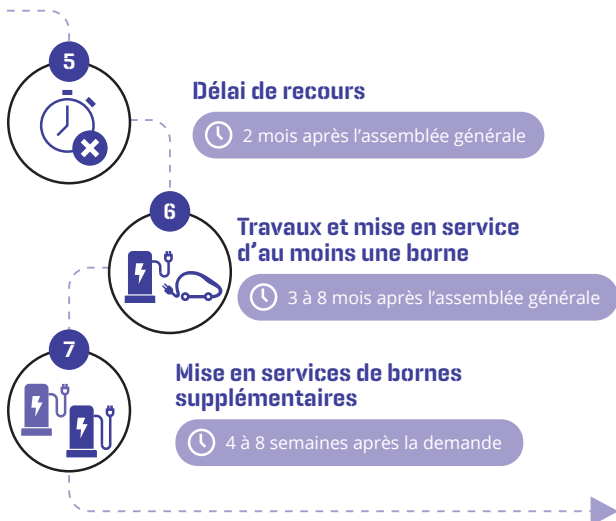 5
Délai de recours
2 mois après l'assemblée générale
6
Travaux et mise en service
d'au moins une borne
3 à 8 mois après l'assemblée générale
7
Mise en services de bornes
supplémentaires
4 à 8 semaines après la demande